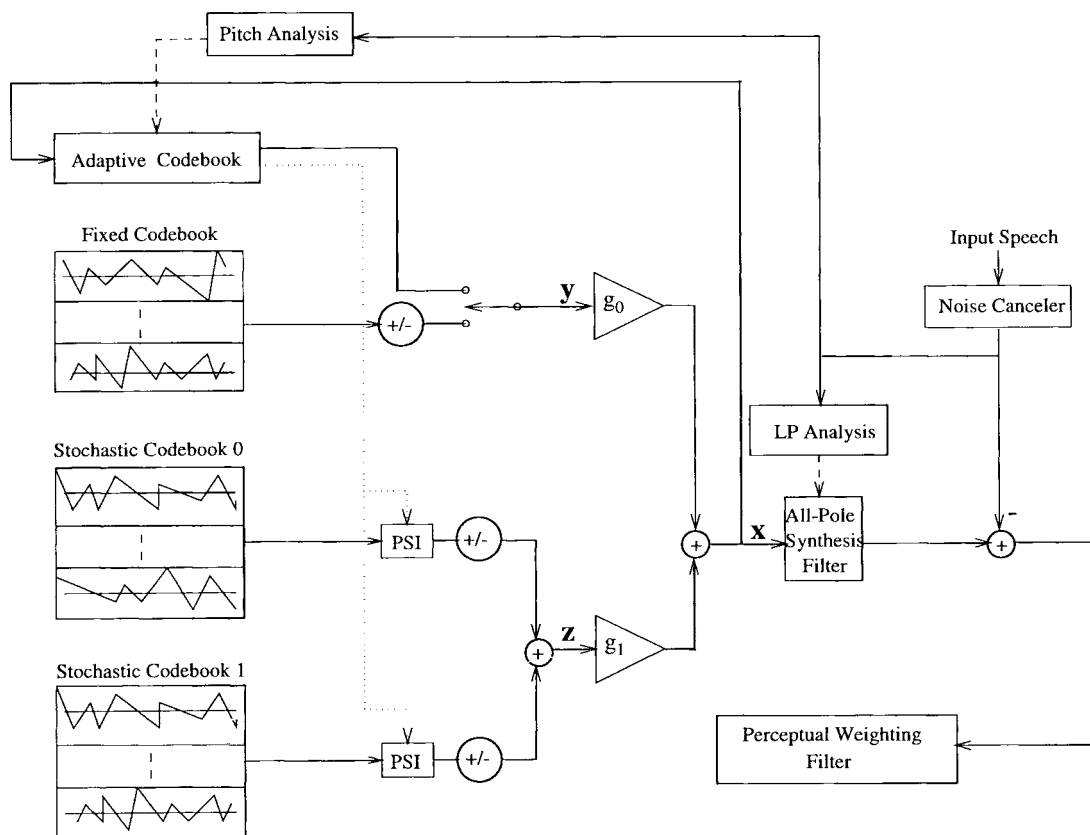 Pitch Analysis
Adaptive Codebook
Fixed Codebook
Input Speech
Noise Canceler
y
g0
+/-
LP Analysis
Stochastic Codebook 0
PSI
+/-
+
x
All-Pole
Synthesis
Filter
-
+
z
g1
+
Stochastic Codebook 1
PSI
+/-
Perceptual Weighting
Filter